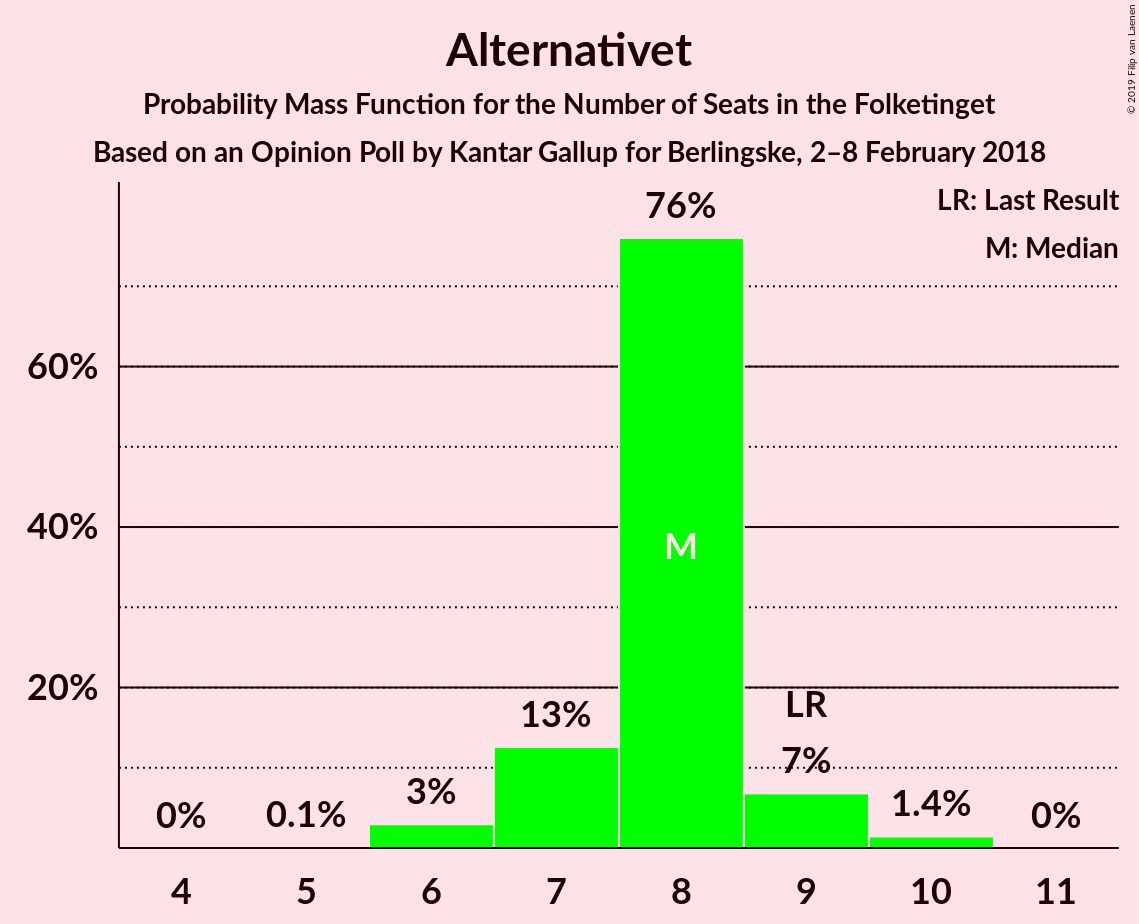 Alternativet
Probability Mass Function for the Number of Seats in the Folketinget
Based on an Opinion Poll by Kantar Gallup for Berlingske, 2–8 February 2018
© 2019 Filip van Laenen
LR: Last Result
M: Median
60%
40%
20%
0%
0.1%
3%
13%
76%
M
LR
7%
1.4%
0%
4 5 6 7 8 9 10 11